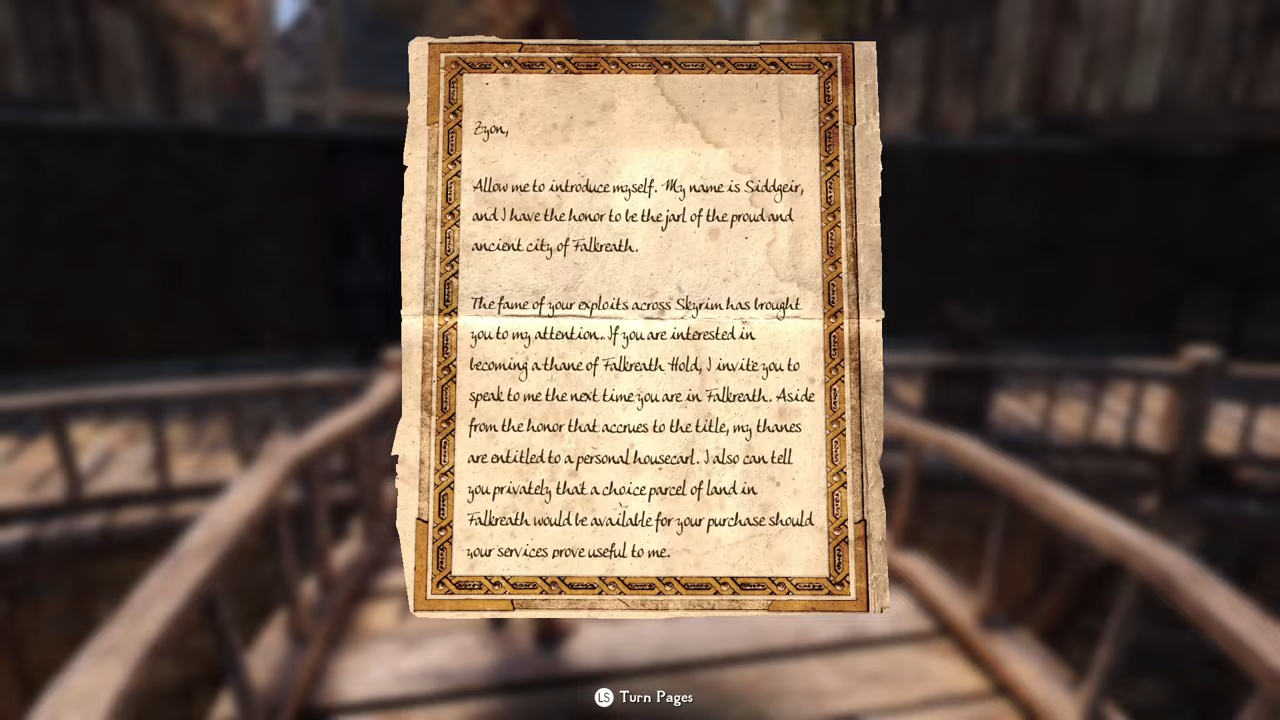 Zyon,
Allow me to introduce myself. My name is Siddgeir,
and I have the honor to be the jarl of the proud and
ancient city of Falkreath.
The fame of your exploits across Skyrim has brought
you to my attention. If you are interested in
becoming a thane of Falkreath Hold, I invite you to
speak to me the next time you are in Falkreath. Aside
from the honor that accrues to the title, my thanes
are entitled to a personal housecarl. I also can tell
you privately that a choice parcel of land in
Falkreath would be available for your purchase should
your services prove useful to me.
LS Turn Pages